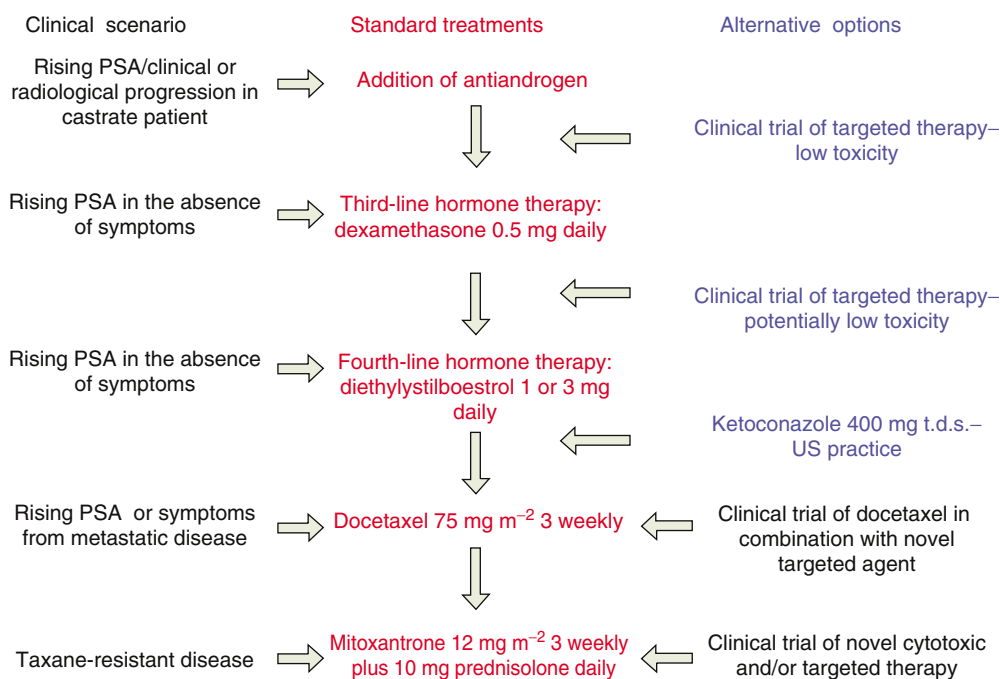 Clinical scenario
Standard treatments
Alternative options
Rising PSA/clinical or
radiological progression in
castrate patient
Addition of antiandrogen
Clinical trial of targeted therapy–
low toxicity
Rising PSA in the absence
of symptoms
Third-line hormone therapy:
dexamethasone 0.5 mg daily
Clinical trial of targeted therapy–
potentially low toxicity
Rising PSA in the absence
of symptoms
Fourth-line hormone therapy:
diethylystilboestrol 1 or 3 mg
daily
Ketoconazole 400 mg t.d.s.–
US practice
Rising PSA or symptoms
from metastatic disease
Docetaxel 75 mg m⁻² 3 weekly
Clinical trial of docetaxel in
combination with novel
targeted agent
Taxane-resistant disease
Mitoxantrone 12 mg m⁻² 3 weekly
plus 10 mg prednisolone daily
Clinical trial of novel cytotoxic
and/or targeted therapy